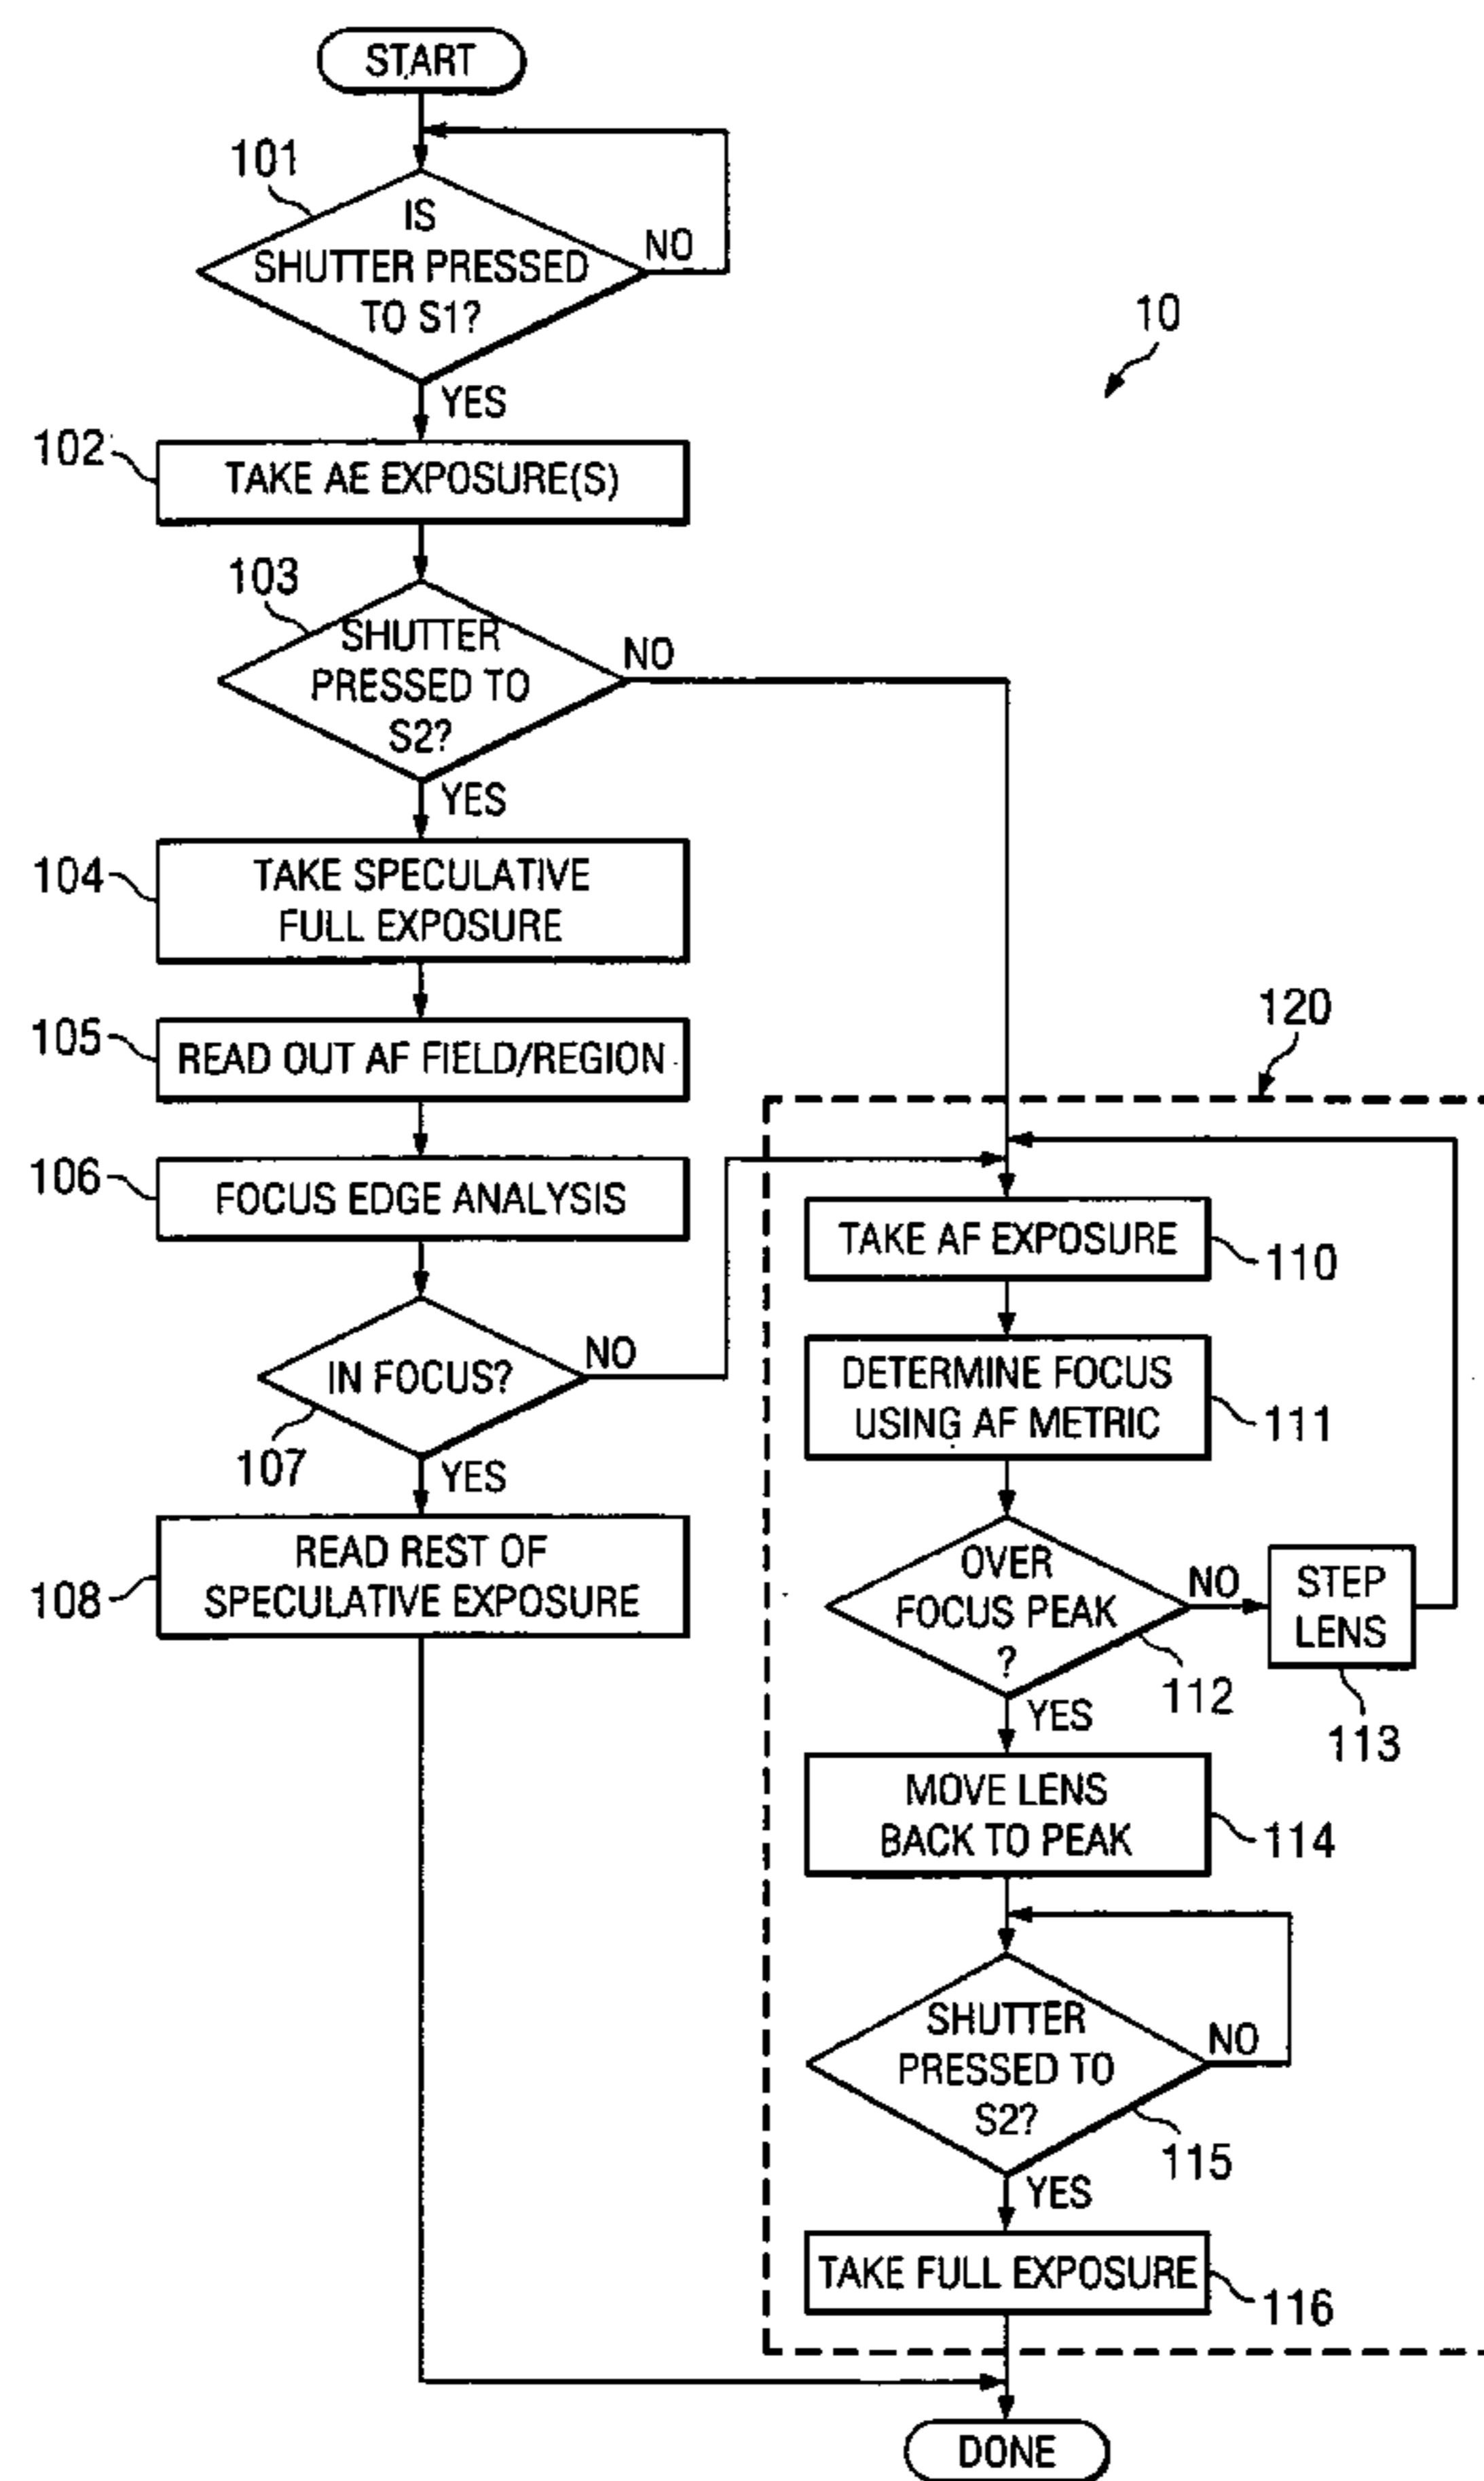 START
101
IS
SHUTTER PRESSED
TO S1?
NO
10
YES
102
TAKE AE EXPOSURE(S)
103
SHUTTER
PRESSED TO
S2?
NO
YES
104
TAKE SPECULATIVE
FULL EXPOSURE
105
READ OUT AF FIELD/REGION
120
106
FOCUS EDGE ANALYSIS
TAKE AF EXPOSURE
110
IN FOCUS?
NO
107
YES
DETERMINE FOCUS
USING AF METRIC
111
108
READ REST OF
SPECULATIVE EXPOSURE
OVER
FOCUS PEAK
?
NO
STEP
LENS
112
113
YES
MOVE LENS
BACK TO PEAK
114
SHUTTER
PRESSED TO
S2?
NO
115
YES
TAKE FULL EXPOSURE
116
DONE